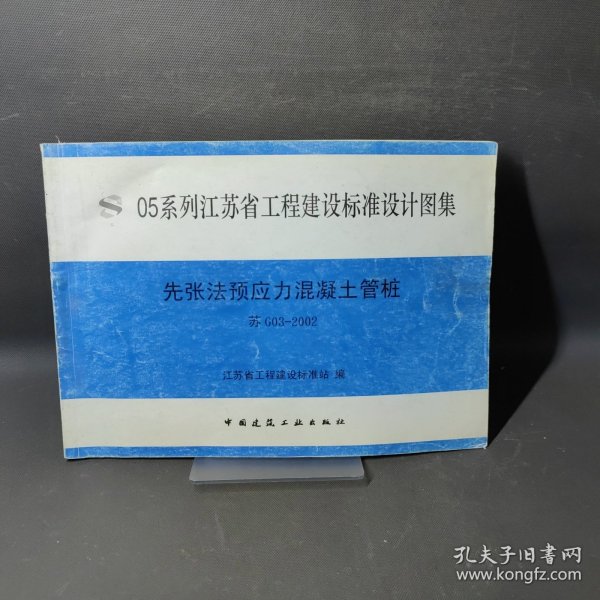 05系列江苏省工程建设标准设计图集
先张法预应力混凝土管桩
苏 G03-2002
江苏省工程建设标准站 编
中国建筑工业出版社
孔夫子旧书网
www.kongfz.com